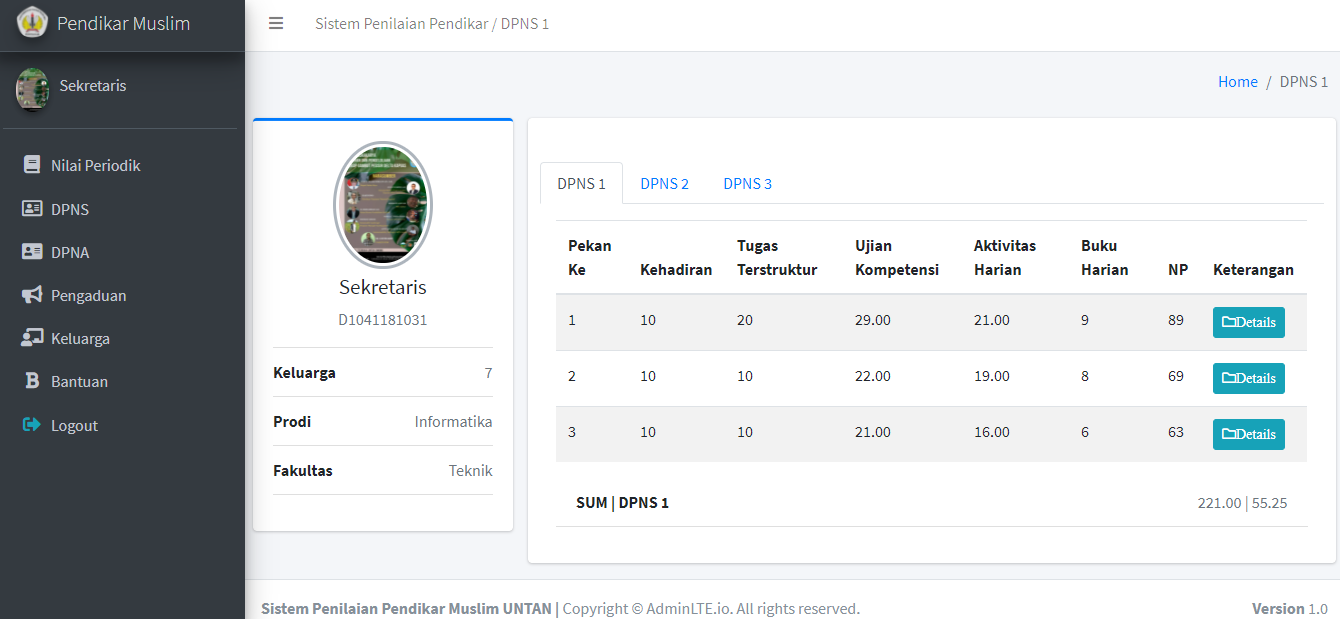 Pendikar Muslim
Sistem Penilaian Pendikar / DPNS 1
Sekretaris
Home / DPNS 1
Nilai Periodik
DPNS
DPNA
Pengaduan
Keluarga
Bantuan
Logout
Sekretaris
D1041181031
Keluarga 7
Prodi Informatika
Fakultas Teknik
DPNS 1 DPNS 2 DPNS 3
Pekan Ke Kehadiran Tugas Terstruktur Ujian Kompetensi Aktivitas Harian Buku Harian NP Keterangan
1 10 20 29.00 21.00 9 89 Details
2 10 10 22.00 19.00 8 69 Details
3 10 10 21.00 16.00 6 63 Details
SUM | DPNS 1 221.00 | 55.25
Sistem Penilaian Pendikar Muslim UNTAN | Copyright © AdminLTE.io. All rights reserved. Version 1.0